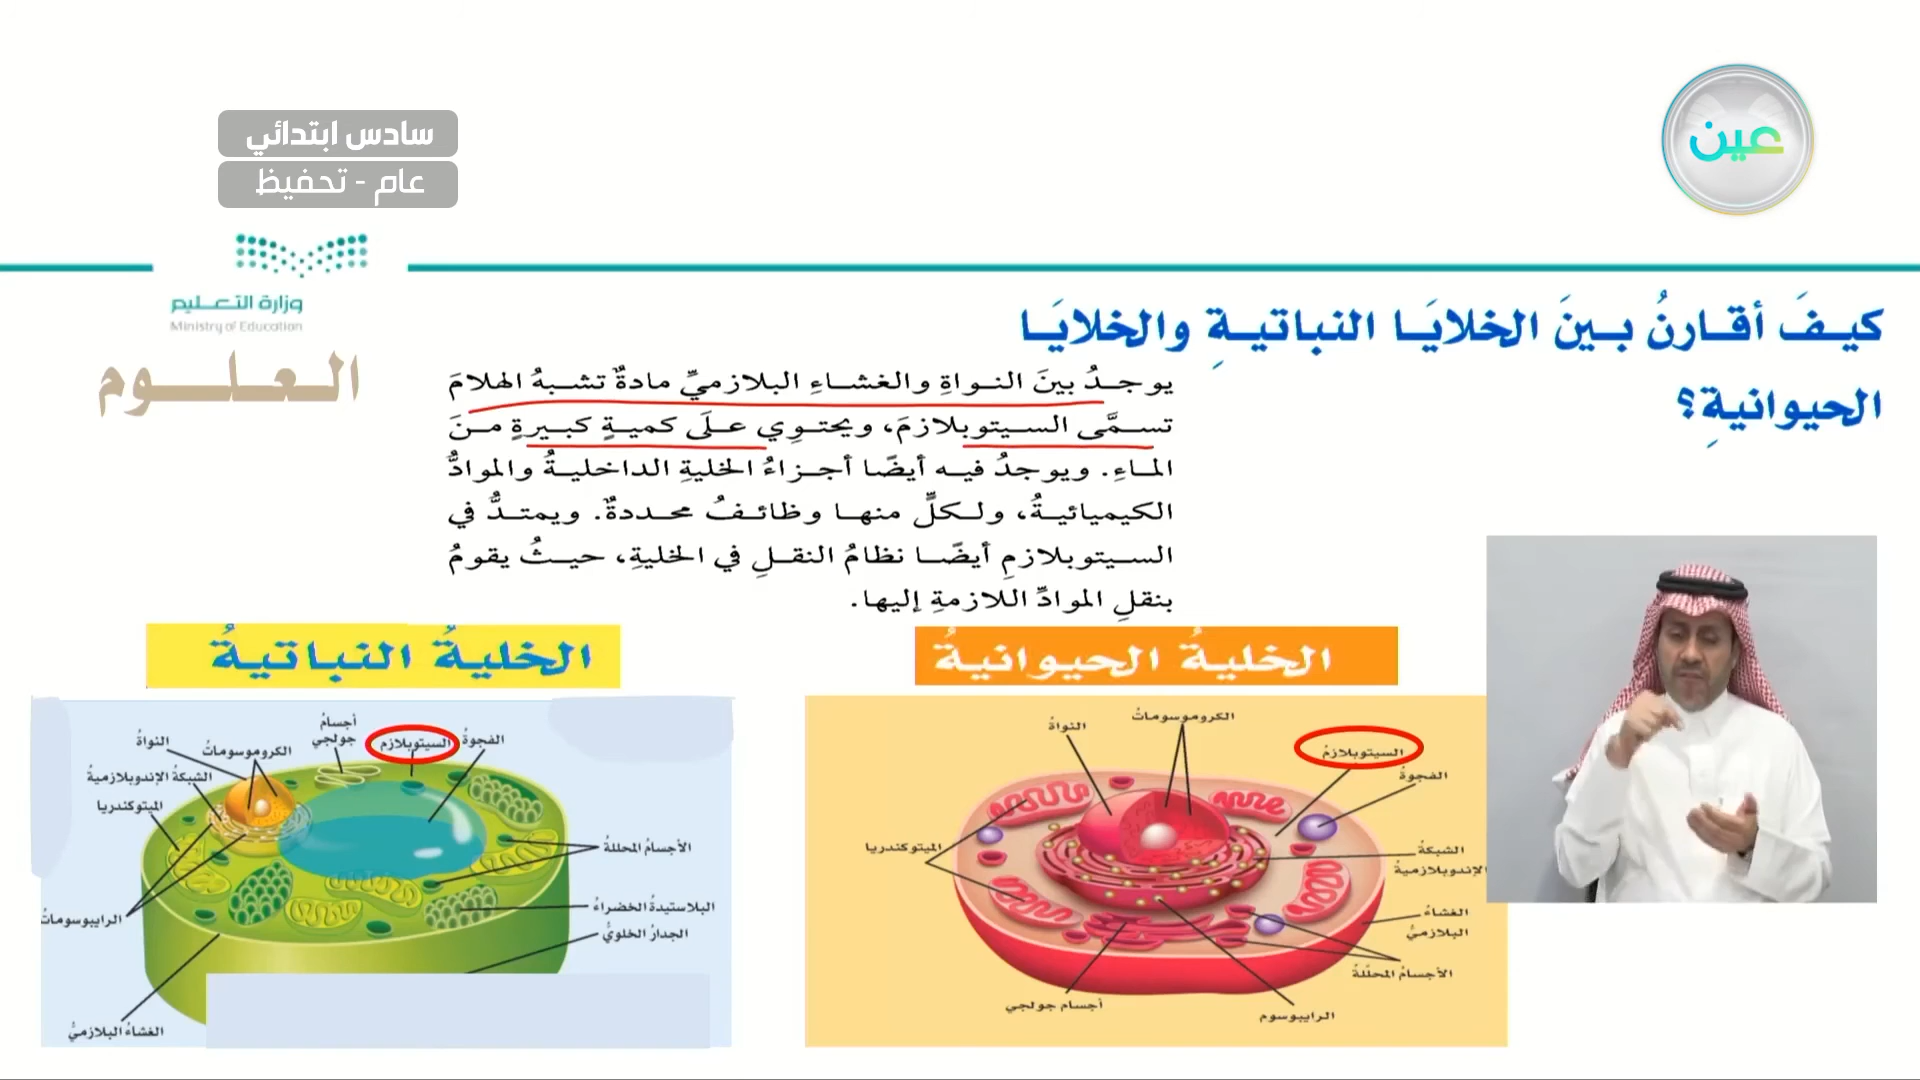 عين
سادس ابتدائي
عام - تحفيظ
وزارة التعليم
Ministry of Education
العلوم
كيفَ أقارنُ بينَ الخلايَا النباتيةِ والخلايَا
الحيوانيةِ؟
يوجدُ بينَ النواةِ والغشاءِ البلازميِّ مادةٌ تشبهُ الهلامَ
تسمَّى السيتوبلازمَ، ويحتوِي علَى كميةٍ كبيرةٍ منَ
الماءِ. ويوجدُ فيه أيضًا أجزاءُ الخليةِ الداخليةُ والموادُّ
الكيميائيةُ، ولكلٍّ منها وظائفُ محددةٌ. ويمتدُّ في
السيتوبلازمِ أيضًا نظامُ النقلِ في الخليةِ، حيثُ يقومُ
بنقلِ الموادِّ اللازمةِ إليها.
الخليةُ الحيوانيةُ
الكروموسوماتُ
النواةُ
السيتوبلازمُ
الفجوةُ
الميتوكندريا
الشبكةُ
الإندوبلازميةُ
الغشاءُ
البلازميُّ
الأجسامُ المحلّلةُ
أجسام جولجي
الرايبوسوم
الخليةُ النباتيةُ
أجسامُ
جولجي
السيتوبلازم
الفجوةُ
النواةُ
الكروموسوماتُ
الشبكةُ الإندوبلازميةُ
الميتوكندريا
الأجسامُ المحللةُ
البلاستيدةُ الخضراءُ
الرايبوسوماتُ
الجدارُ الخلويُّ
الغشاءُ البلازميُّ